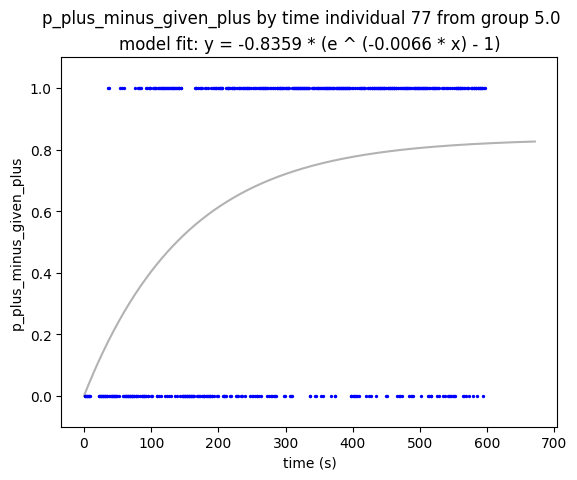 p_plus_minus_given_plus by time individual 77 from group 5.0
model fit: y = -0.8359 * (e ^ (-0.0066 * x) - 1)
1.0
0.8
0.6
0.4
0.2
0.0
p_plus_minus_given_plus
0 100 200 300 400 500 600 700
time (s)